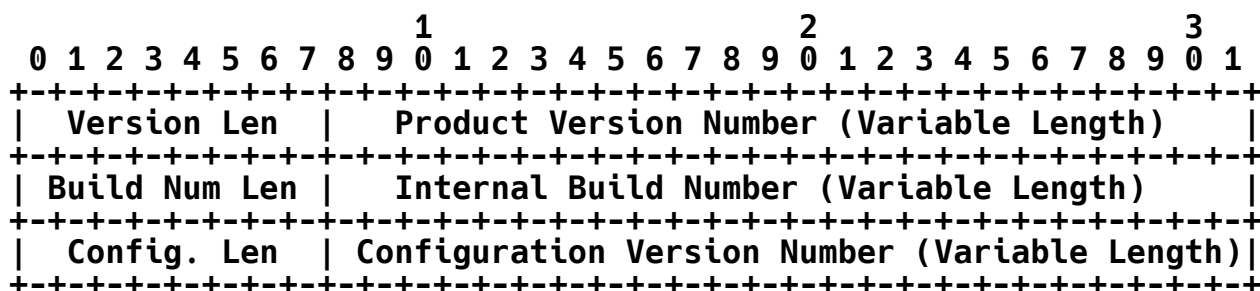 1                   2                   3
 0 1 2 3 4 5 6 7 8 9 0 1 2 3 4 5 6 7 8 9 0 1 2 3 4 5 6 7 8 9 0 1
+-+-+-+-+-+-+-+-+-+-+-+-+-+-+-+-+-+-+-+-+-+-+-+-+-+-+-+-+-+-+-+-+
|  Version Len  |   Product Version Number (Variable Length)    |
+-+-+-+-+-+-+-+-+-+-+-+-+-+-+-+-+-+-+-+-+-+-+-+-+-+-+-+-+-+-+-+-+
| Build Num Len |   Internal Build Number (Variable Length)     |
+-+-+-+-+-+-+-+-+-+-+-+-+-+-+-+-+-+-+-+-+-+-+-+-+-+-+-+-+-+-+-+-+
|  Config. Len  | Configuration Version Number (Variable Length)|
+-+-+-+-+-+-+-+-+-+-+-+-+-+-+-+-+-+-+-+-+-+-+-+-+-+-+-+-+-+-+-+-+